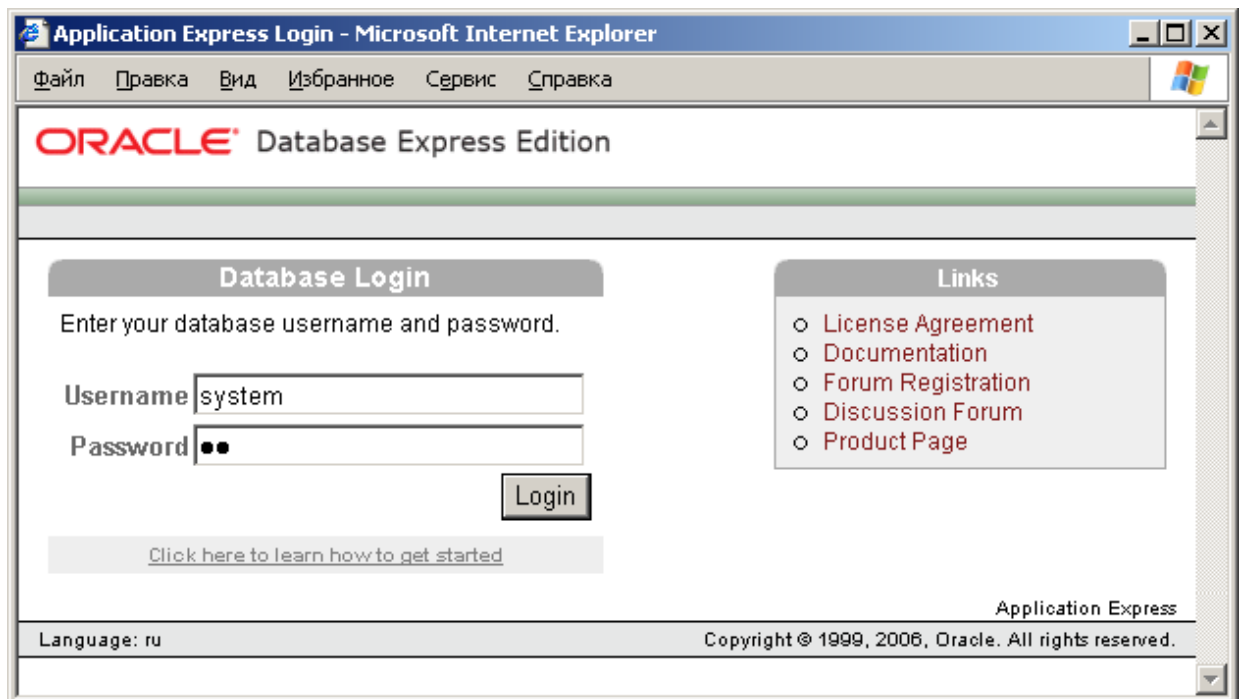 Application Express Login - Microsoft Internet Explorer
Файл Правка Вид Избранное Сервис Справка
ORACLE Database Express Edition
Database Login
Enter your database username and password.
Username system
Password ●●
Login
Click here to learn how to get started
Links
License Agreement
Documentation
Forum Registration
Discussion Forum
Product Page
Application Express
Language: ru
Copyright © 1999, 2006, Oracle. All rights reserved.